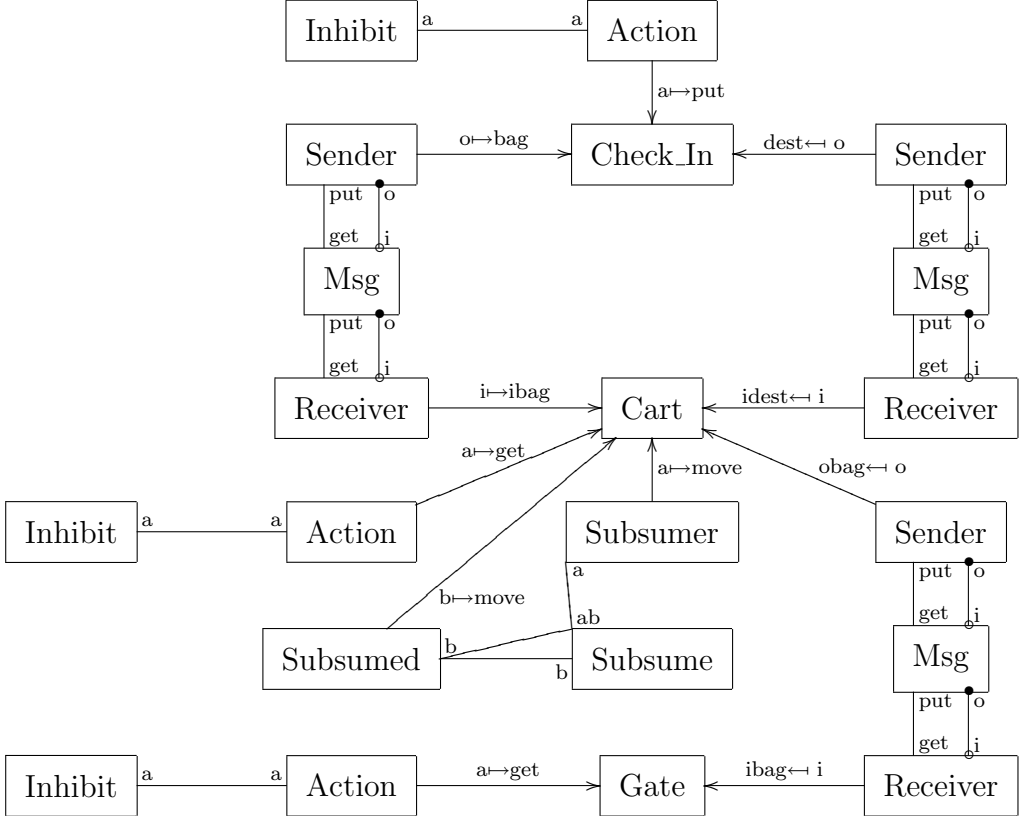 Inhibit a a Action
a↦put
Sender o↦bag Check_In dest↤ o Sender
put o put o
get i get i
Msg Msg
put o put o
get i get i
Receiver i↦ibag Cart idest↤ i Receiver
a↦get a↦move obag↤ o
Inhibit a a Action Subsumer Sender
a put o
b↦move ab get i
Subsumed b b Subsume Msg
put o
get i
Inhibit a a Action a↦get Gate ibag↤ i Receiver